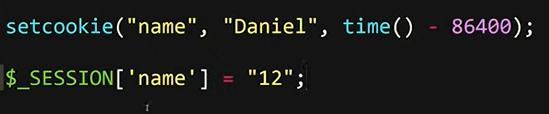 setcookie("name", "Daniel", time() - 86400);
$_SESSION['name'] = "12";